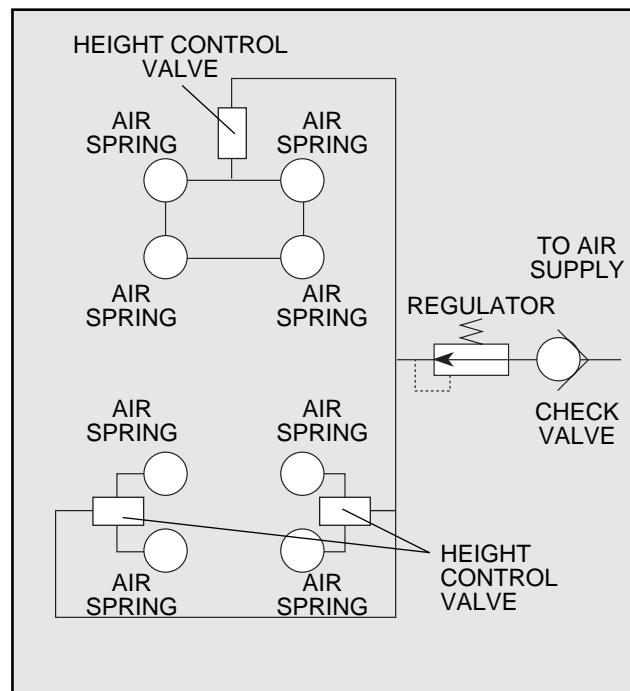 HEIGHT CONTROL
VALVE
AIR
SPRING
AIR
SPRING
AIR
SPRING
AIR
SPRING
TO AIR
SUPPLY
REGULATOR
CHECK
VALVE
AIR
SPRING
AIR
SPRING
AIR
SPRING
AIR
SPRING
HEIGHT
CONTROL
VALVE